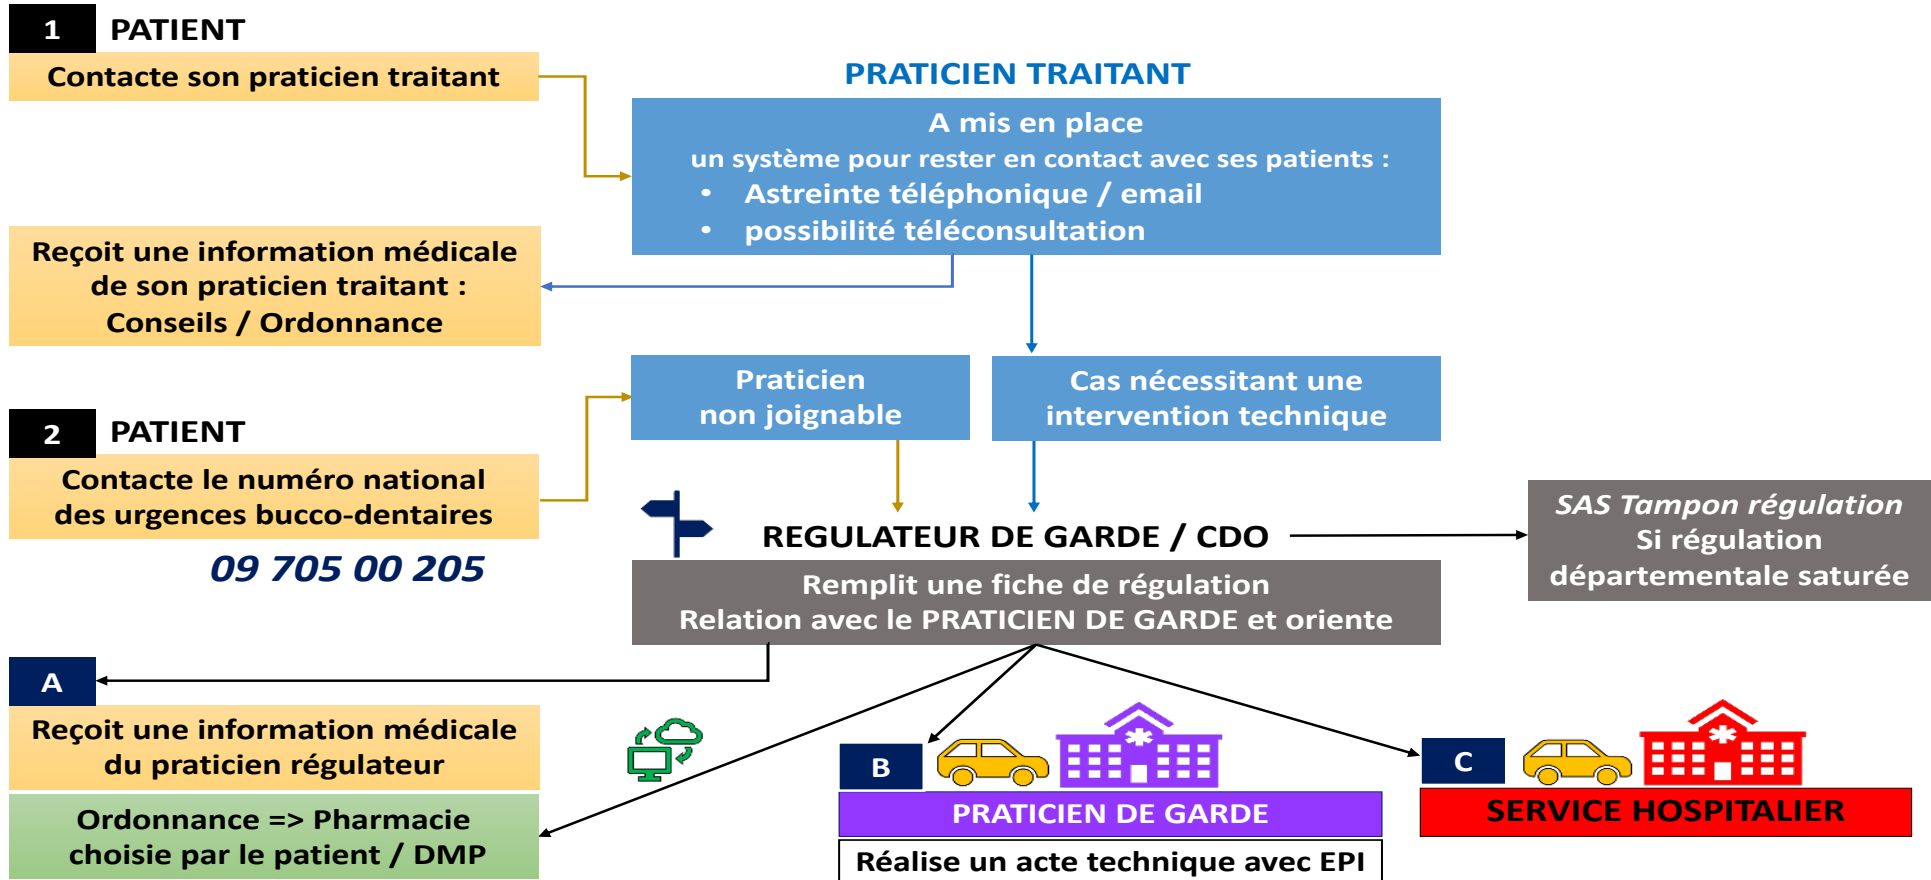 1 PATIENT
Contacte son praticien traitant
PRATICIEN TRAITANT
A mis en place
un système pour rester en contact avec ses patients :
• Astreinte téléphonique / email
• possibilité téléconsultation
Reçoit une information médicale
de son praticien traitant :
Conseils / Ordonnance
Praticien
non joignable
Cas nécessitant une
intervention technique
2 PATIENT
Contacte le numéro national
des urgences bucco-dentaires
09 705 00 205
REGULATEUR DE GARDE / CDO
Remplit une fiche de régulation
Relation avec le PRATICIEN DE GARDE et oriente
SAS Tampon régulation
Si régulation
départementale saturée
A
Reçoit une information médicale
du praticien régulateur
Ordonnance => Pharmacie
choisie par le patient / DMP
B
PRATICIEN DE GARDE
Réalise un acte technique avec EPI
C
SERVICE HOSPITALIER